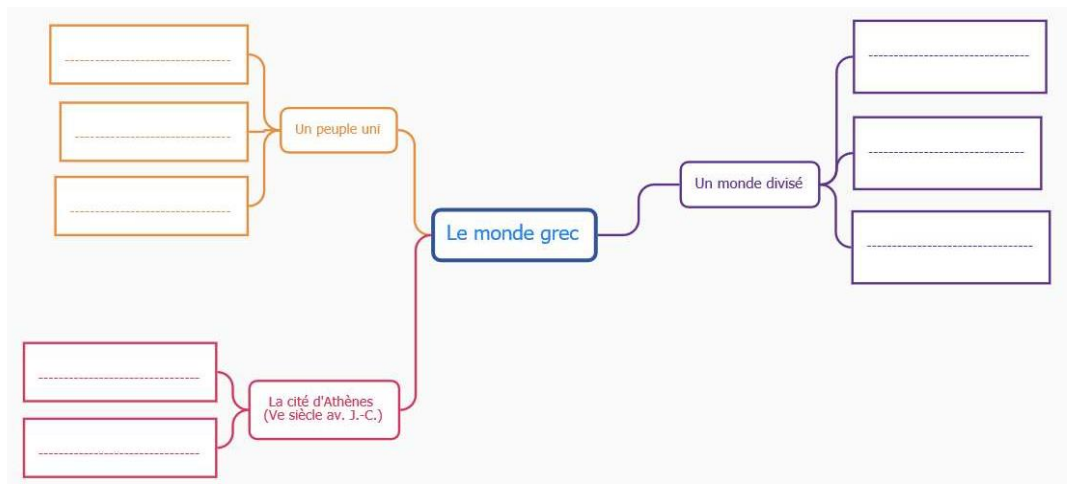 Un peuple uni
Un monde divisé
Le monde grec
La cité d'Athènes
(Ve siècle av. J.-C.)